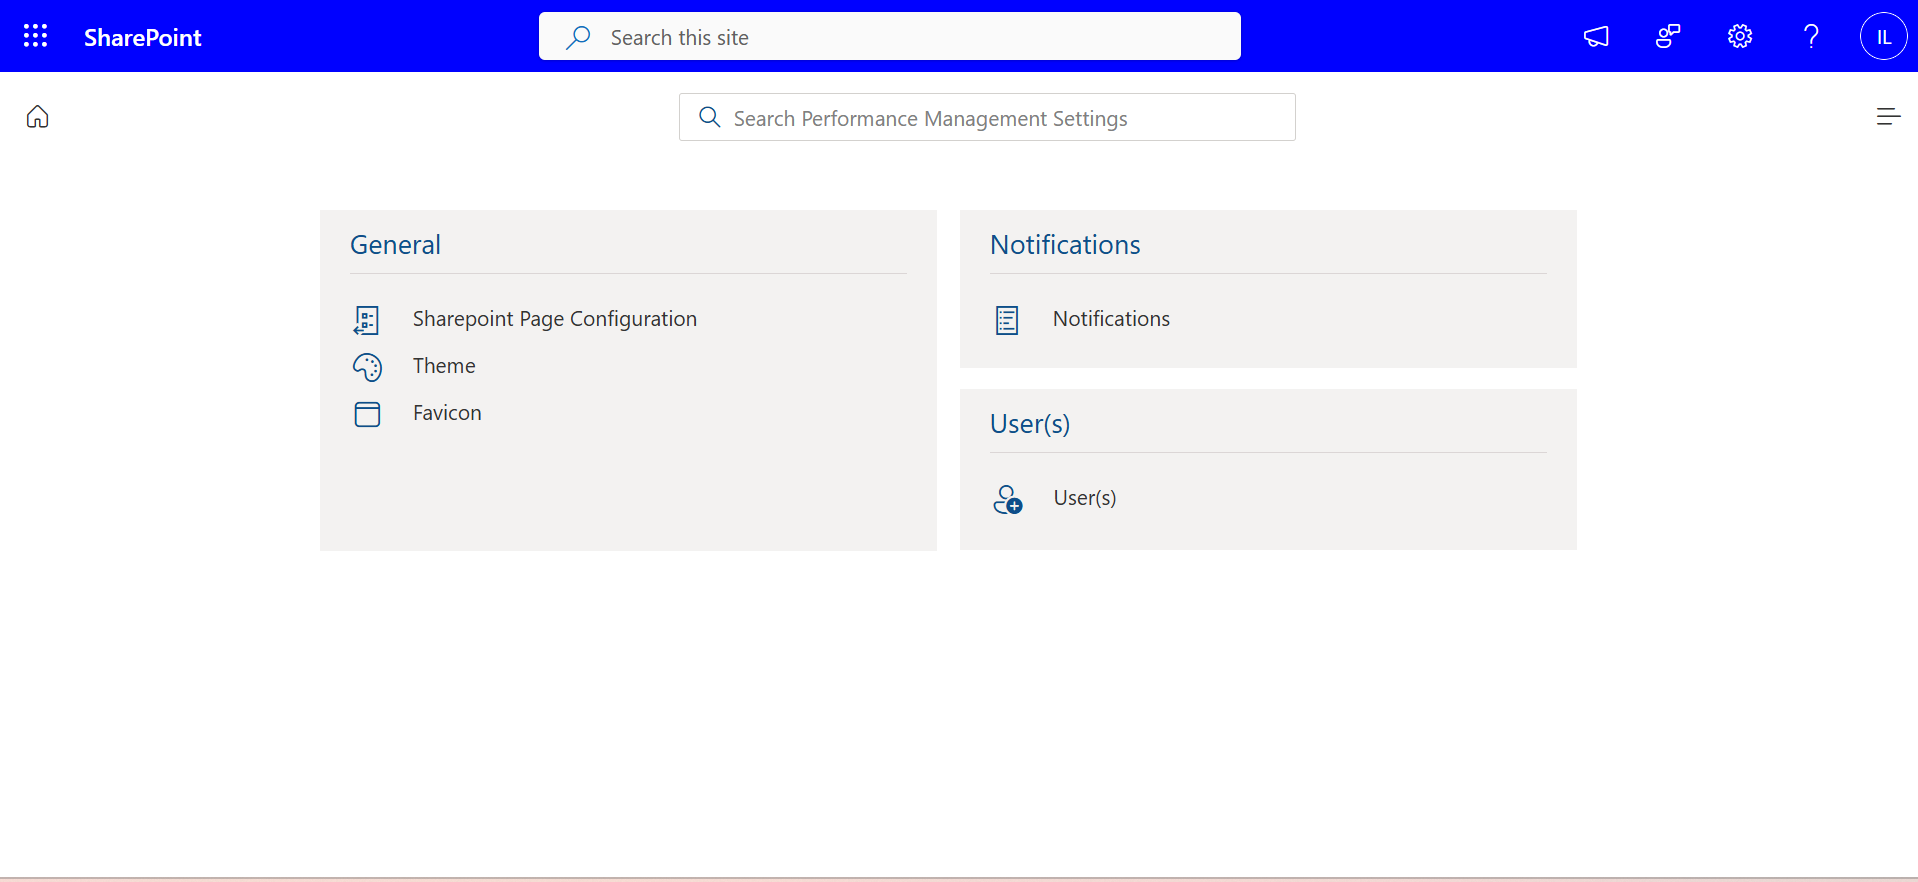 SharePoint
Search this site
IL
Search Performance Management Settings
General
Sharepoint Page Configuration
Theme
Favicon
Notifications
Notifications
User(s)
User(s)